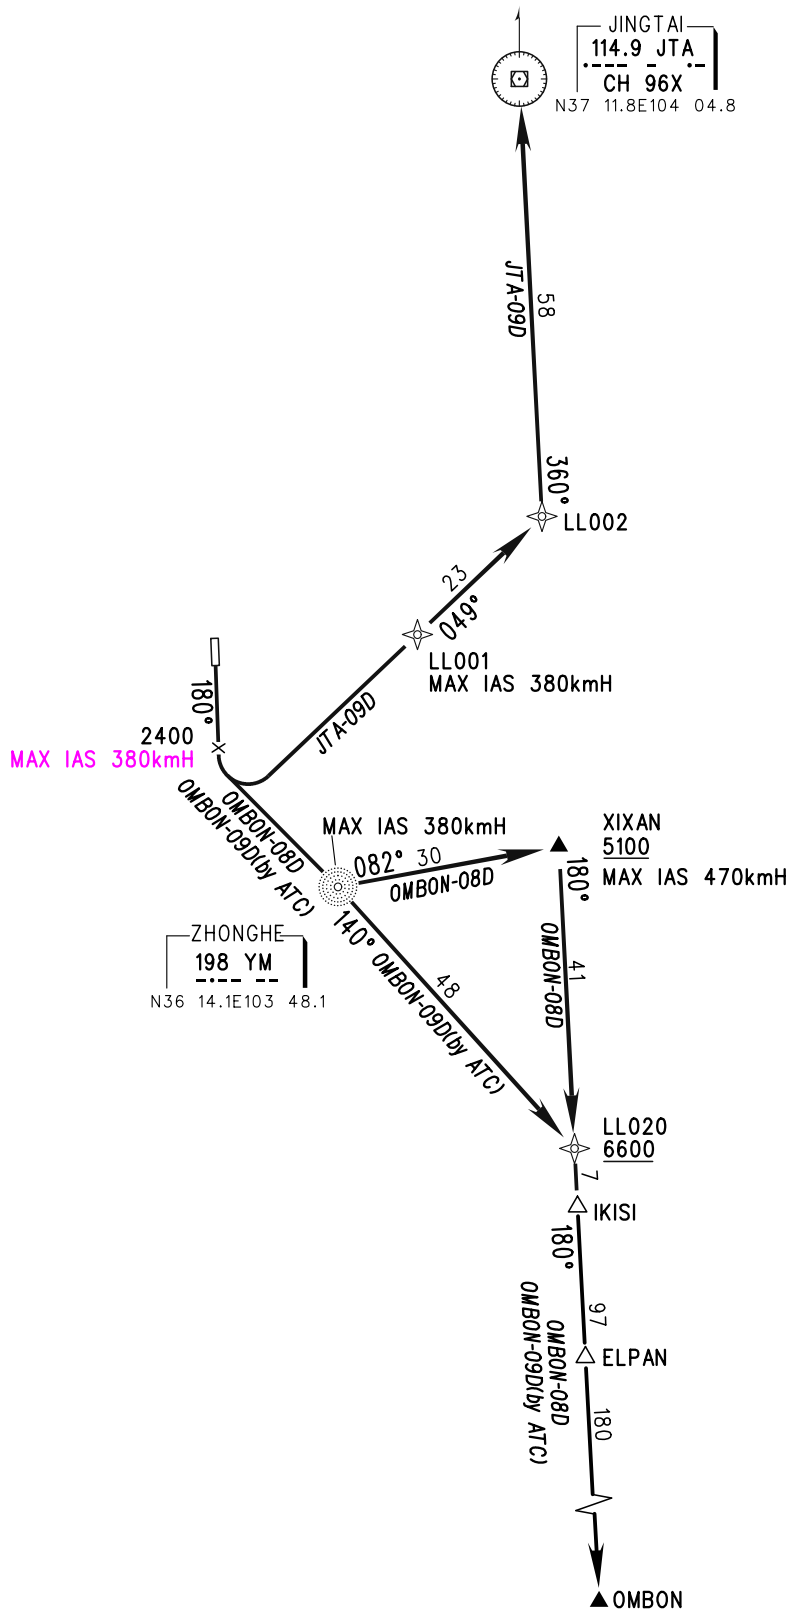 JINGTAI
114.9 JTA
CH 96X
N37 11.8E104 04.8
JTA-09D
58
360°
LL002
23
049°
LL001
MAX IAS 380kmH
JTA-09D
180°
2400
MAX IAS 380kmH
OMBON-08D
OMBON-09D(by ATC)
MAX IAS 380kmH
082° 30
OMBON-08D
XIXAN
5100
MAX IAS 470kmH
180°
41
OMBON-08D
ZHONGHE
198 YM
N36 14.1E103 48.1
140°
OMBON-09D(by ATC)
48
LL020
6600
7
IKISI
180°
97
OMBON-08D
OMBON-09D(by ATC)
ELPAN
180
OMBON